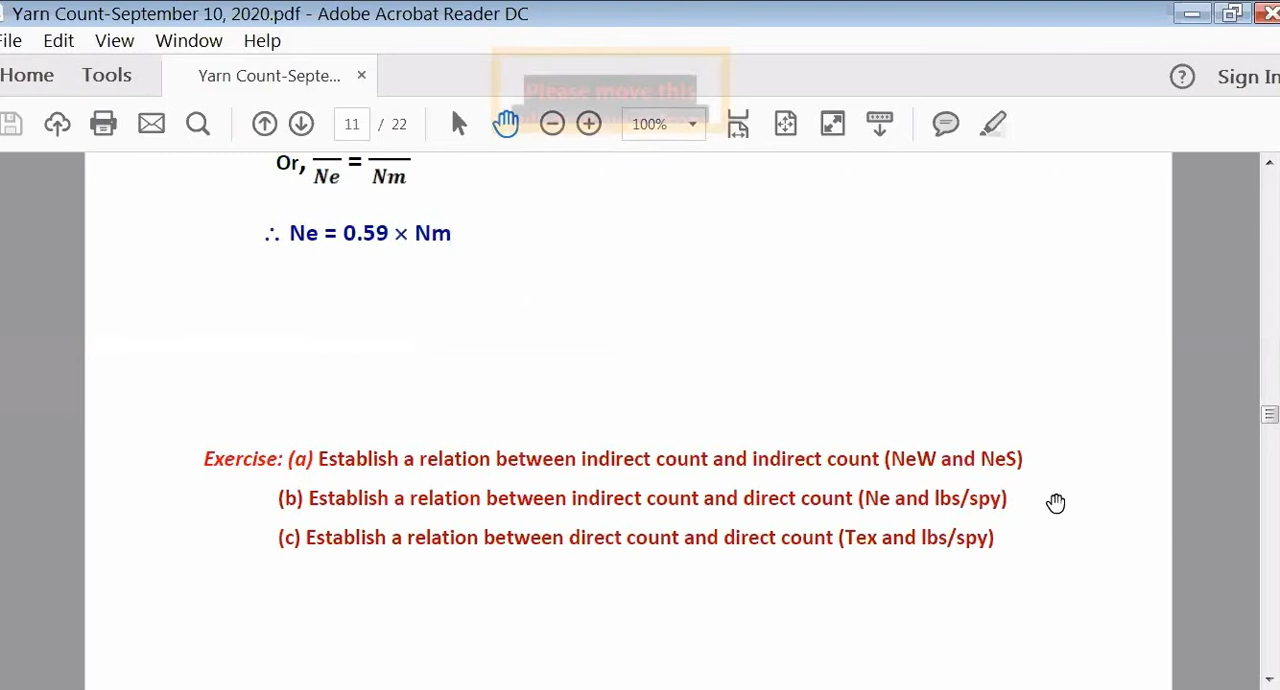 Yarn Count-September 10, 2020.pdf - Adobe Acrobat Reader DC
File Edit View Window Help
Home Tools Yarn Count-Septe... × ? Sign In
Please move this
11 / 22 100%
Or, Ne = Nm
∴ Ne = 0.59 × Nm
Exercise: (a) Establish a relation between indirect count and indirect count (NeW and NeS)
(b) Establish a relation between indirect count and direct count (Ne and lbs/spy)
(c) Establish a relation between direct count and direct count (Tex and lbs/spy)